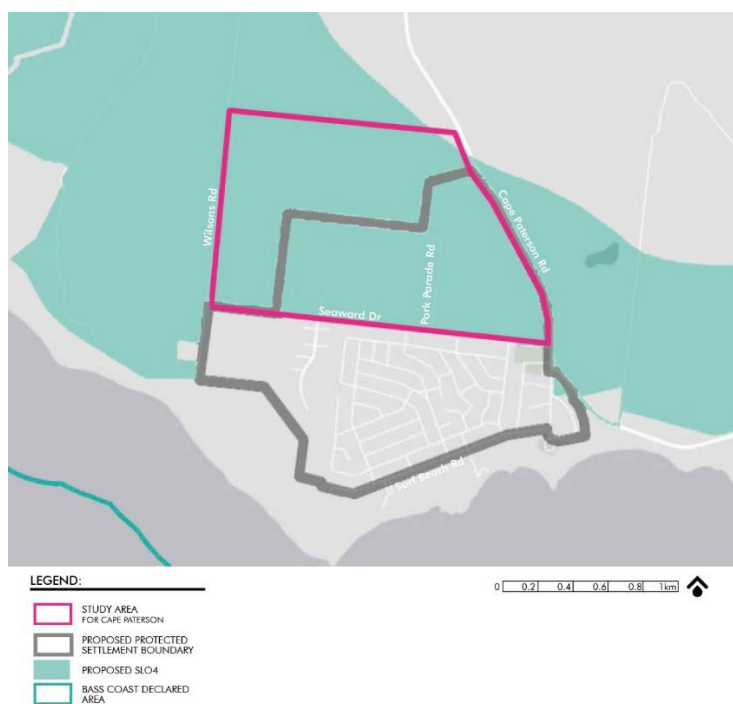 Wilsons Rd
Cape Paterson Rd
Park Parade Rd
Seaward Dr
Surf Beach Rd
LEGEND:
0 0.2 0.4 0.6 0.8 1km
STUDY AREA
FOR CAPE PATERSON
PROPOSED PROTECTED
SETTLEMENT BOUNDARY
PROPOSED SLO4
BASS COAST DECLARED
AREA